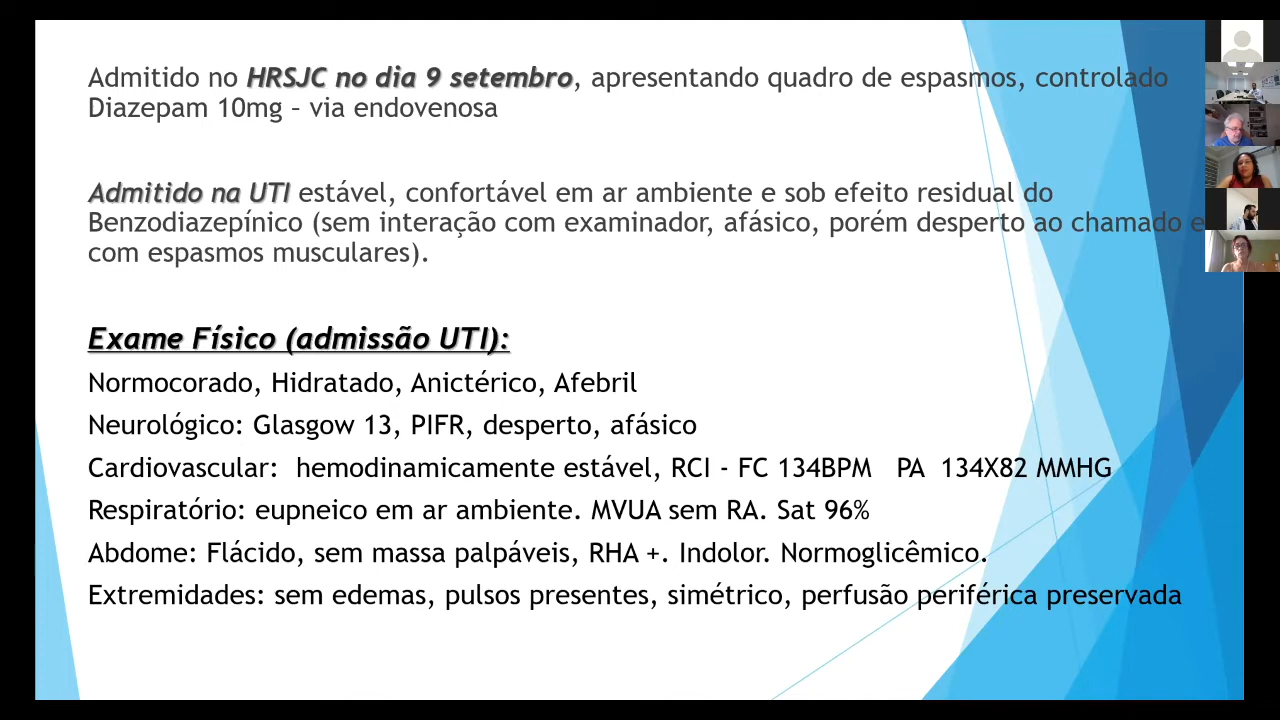 Admitido no HRSJC no dia 9 setembro, apresentando quadro de espasmos, controlado
Diazepam 10mg – via endovenosa
Admitido na UTI estável, confortável em ar ambiente e sob efeito residual do
Benzodiazepínico (sem interação com examinador, afásico, porém desperto ao chamado e
com espasmos musculares).
Exame Físico (admissão UTI):
Normocorado, Hidratado, Anictérico, Afebril
Neurológico: Glasgow 13, PIFR, desperto, afásico
Cardiovascular: hemodinamicamente estável, RCI - FC 134BPM PA 134X82 MMHG
Respiratório: eupneico em ar ambiente. MVUA sem RA. Sat 96%
Abdome: Flácido, sem massa palpáveis, RHA +. Indolor. Normoglicêmico.
Extremidades: sem edemas, pulsos presentes, simétrico, perfusão periférica preservada